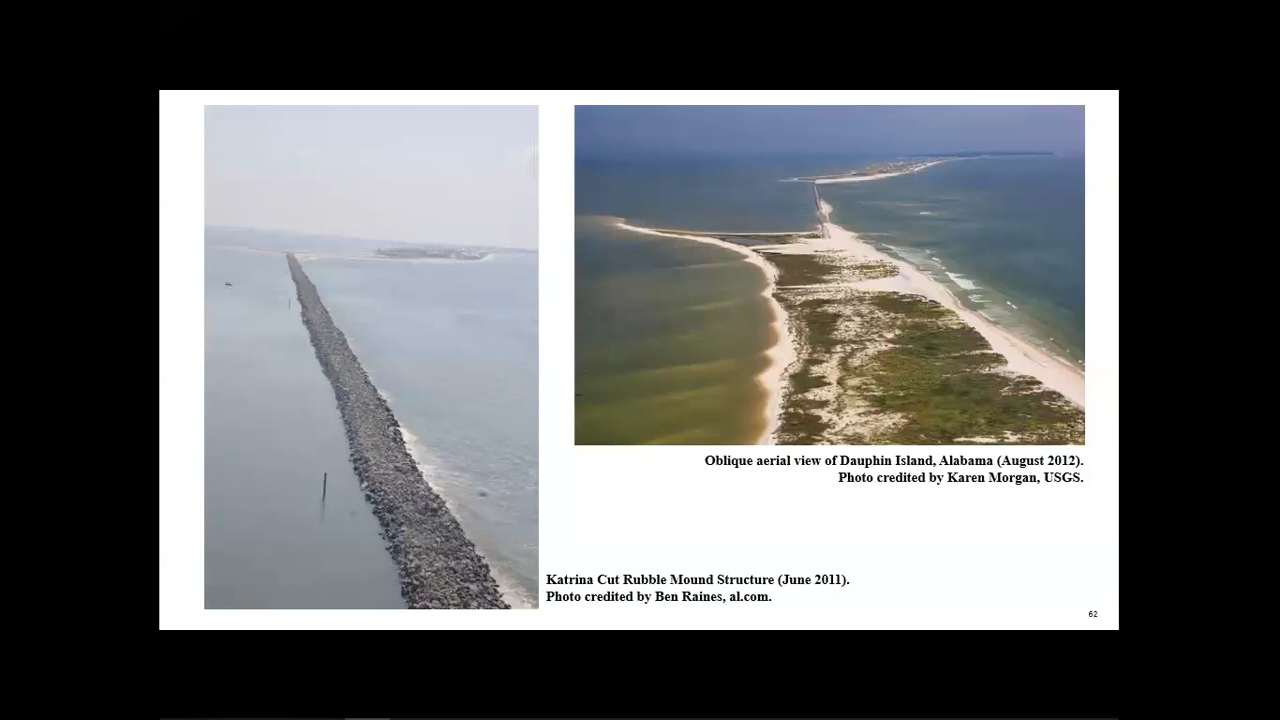 Oblique aerial view of Dauphin Island, Alabama (August 2012).
Photo credited by Karen Morgan, USGS.
Katrina Cut Rubble Mound Structure (June 2011).
Photo credited by Ben Raines, al.com.
62